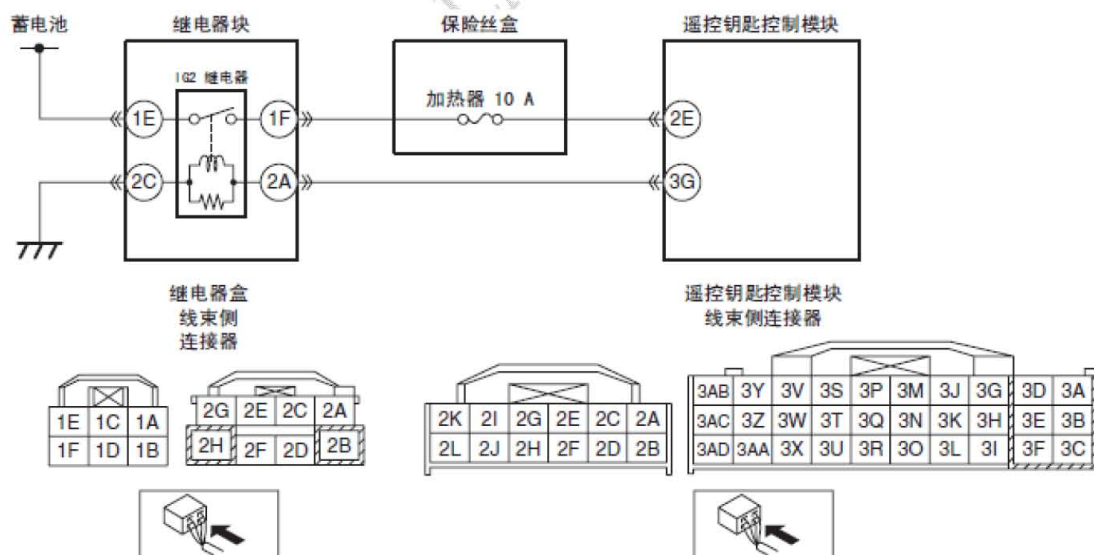 蓄电池 继电器块 保险丝盒 遥控钥匙控制模块
IG2 继电器
加热器 10 A
1E 1F 2E
2C 2A 3G
继电器盒
线束侧
连接器
遥控钥匙控制模块
线束侧连接器
1E 1C 1A
1F 1D 1B
2G 2E 2C 2A
2H 2F 2D 2B
2K 2I 2G 2E 2C 2A
2L 2J 2H 2F 2D 2B
3AB 3Y 3V 3S 3P 3M 3J 3G 3D 3A
3AC 3Z 3W 3T 3Q 3N 3K 3H 3E 3B
3AD 3AA 3X 3U 3R 3O 3L 3I 3F 3C